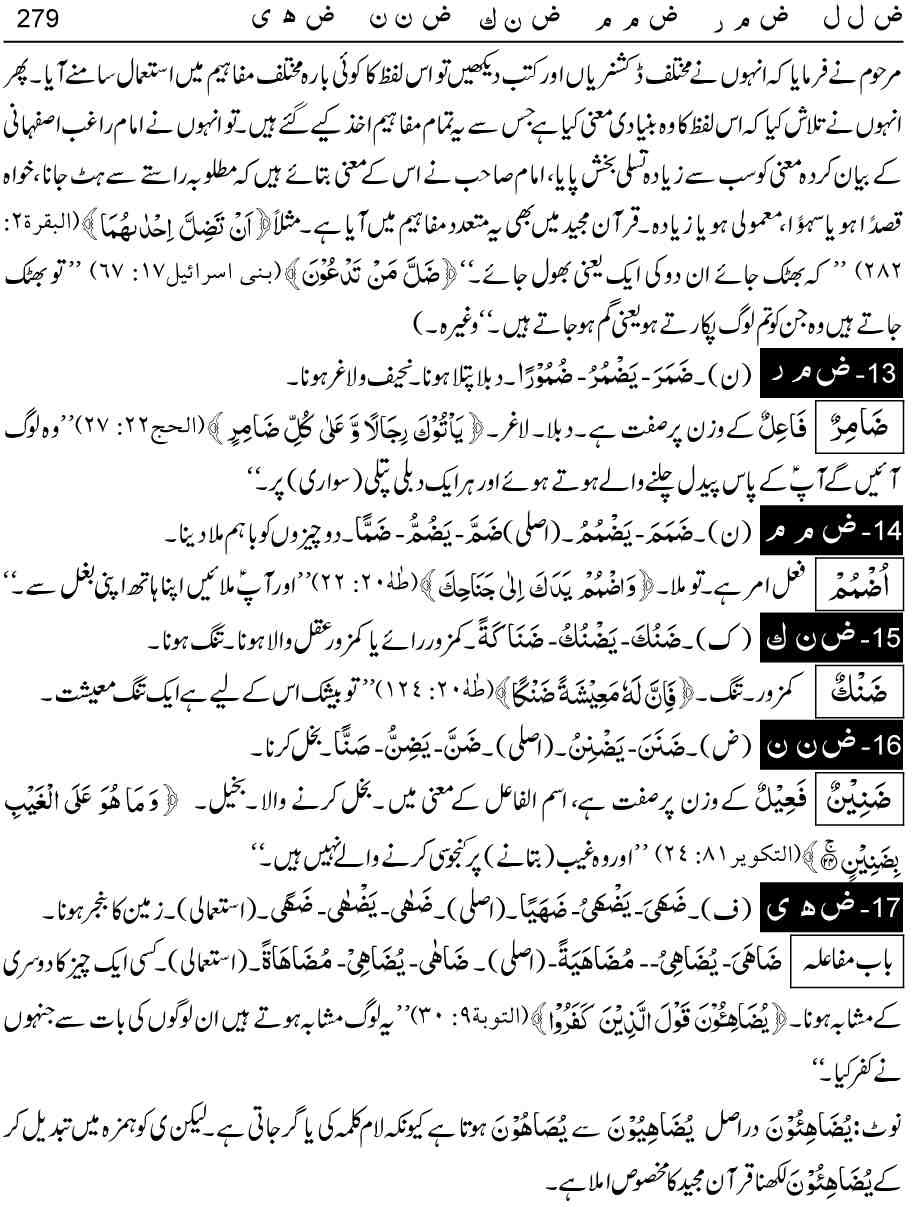 ض ل ل   ض م ر   ض م م   ض ن ك   ض ن ن   ض ھ ی   279
مرحوم نے فرمایا کہ انہوں نے مختلف ڈکشنریاں اور کتب دیکھیں تو اس لفظ کا کوئی بارہ مختلف مفاہیم میں استعمال سامنے آیا۔ پھر
انہوں نے تلاش کیا کہ اس لفظ کا وہ بنیادی معنی کیا ہے جس سے یہ تمام مفاہیم اخذ کیے گئے ہیں۔ تو انہوں نے امام راغب اصفہانی
کے بیان کردہ معنی کو سب سے زیادہ تسلی بخش پایا، امام صاحب نے اس کے معنی بتائے ہیں کہ مطلوبہ راستے سے ہٹ جانا، خواہ
قصدًا ہو یا سہوًا، معمولی ہو یا زیادہ۔ قرآن مجید میں بھی یہ متعدد مفاہیم میں آیا ہے۔ مثلاً ﴿اَنْ تَضِلَّ اِحْدٰىهُمَا﴾ (البقرة ۲:
۲۸۲) ’’ کہ بھٹک جائے ان دو کی ایک یعنی بھول جائے۔‘‘ ﴿ضَلَّ مَنْ تَدْعُوْنَ﴾ (بنی اسرائیل ۱۷: ۶۷) ’’ تو بھٹک
جاتے ہیں وہ جن کو تم لوگ پکارتے ہو یعنی گم ہو جاتے ہیں۔‘‘ وغیرہ۔)
13- ض م ر (ن)۔ ضَمَرَ- یَضْمُرُ- ضُمُوْرًا۔ دبلا پتلا ہونا۔ نحیف و لاغر ہونا۔
ضَامِرٌ فَاعِلٌ کے وزن پر صفت ہے۔ دبلا۔ لاغر۔ ﴿یَاْتُوْكَ رِجَالًا وَّ عَلٰی كُلِّ ضَامِرٍ﴾ (الحج ۲۲: ۲۷) ’’ وہ لوگ
آئیں گے آپؐ کے پاس پیدل چلنے والے ہوتے ہوئے اور ہر ایک دبلی پتلی (سواری) پر۔‘‘
14- ض م م (ن)۔ ضَمَمَ- یَضْمُمُ۔ (اصلی) ضَمَّ- یَضُمُّ- ضَمًّا۔ دو چیزوں کو باہم ملا دینا۔
اُضْمُمْ فعل امر ہے۔ تو ملا۔ ﴿وَاضْمُمْ یَدَكَ اِلٰی جَنَاحِكَ﴾ (طٰهٰ ۲۰: ۲۲) ’’ اور آپؑ ملائیں اپنا ہاتھ اپنی بغل سے۔‘‘
15- ض ن ك (ک)۔ ضَنُكَ- یَضْنُكُ- ضَنَاکَةً۔ کمزور رائے یا کمزور عقل والا ہونا۔ تنگ ہونا۔
ضَنْكٌ کمزور۔ تنگ۔ ﴿فَاِنَّ لَهٗ مَعِیْشَةً ضَنْكًا﴾ (طٰهٰ ۲۰: ۱۲۴) ’’ تو بیشک اس کے لیے ہے ایک تنگ معیشت۔
16- ض ن ن (ض)۔ ضَنَنَ- یَضْنِنُ۔ (اصلی)۔ ضَنَّ- یَضِنُّ- ضَنًّا۔ بخل کرنا۔
ضَنِیْنٌ فَعِیْلٌ کے وزن پر صفت ہے، اسم الفاعل کے معنی میں۔ بخل کرنے والا۔ بخیل۔ ﴿وَمَا هُوَ عَلَی الْغَیْبِ
بِضَنِیْنٍ ۚ۝۲۴﴾ (التکویر ۸۱: ۲۴) ’’ اور وہ غیب (بتانے) پر کنجوسی کرنے والے نہیں ہیں۔‘‘
17- ض ھ ی (ف)۔ ضَهَیَ- یَضْهَیُ- ضَهَیًا۔ (اصلی)۔ ضَهٰی- یَضْهٰی- ضَهًی۔ (استعمالی)۔ زمین کا بنجر ہونا۔
باب مفاعلہ ضَاهَیَ- یُضَاهِیُ-- مُضَاهَیَةً- (اصلی)۔ ضَاهٰی- یُضَاهِیْ- مُضَاهَاةً۔ (استعمالی)۔ کسی ایک چیز کا دوسری
کے مشابہ ہونا۔ ﴿یُضَاهِئُوْنَ قَوْلَ الَّذِیْنَ كَفَرُوْا﴾ (التوبة ۹: ۳۰) ’’ یہ لوگ مشابہ ہوتے ہیں ان لوگوں کی بات سے جنہوں
نے کفر کیا۔‘‘
نوٹ: یُضَاهِئُوْنَ دراصل یُضَاهِیُوْنَ سے یُضَاهُوْنَ ہوتا ہے کیونکہ لام کلمہ کی یا گر جاتی ہے۔ لیکن ی کو ہمزہ میں تبدیل کر
کے یُضَاهِئُوْنَ لکھنا قرآن مجید کا مخصوص املا ہے۔